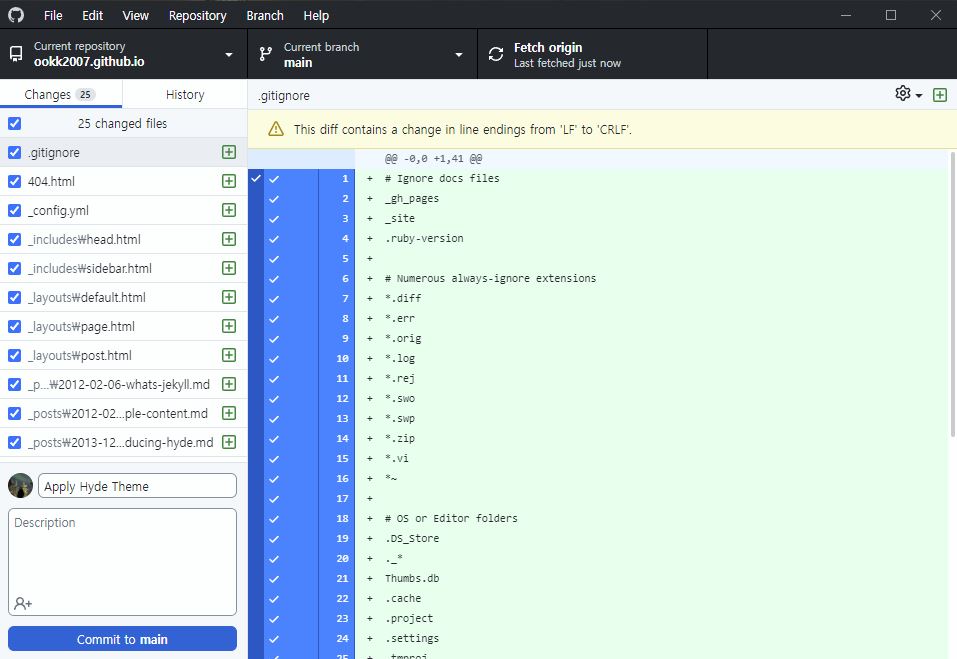 File Edit View Repository Branch Help
Current repository
ookk2007.github.io
Current branch
main
Fetch origin
Last fetched just now
Changes 25
History
.gitignore
25 changed files
.gitignore
404.html
_config.yml
_includes₩head.html
_includes₩sidebar.html
_layouts₩default.html
_layouts₩page.html
_layouts₩post.html
_p...₩2012-02-06-whats-jekyll.md
_posts₩2012-02...ple-content.md
_posts₩2013-12...ducing-hyde.md
Apply Hyde Theme
Description
Commit to main
This diff contains a change in line endings from 'LF' to 'CRLF'.
@@ -0,0 +1,41 @@
1 + # Ignore docs files
2 + _gh_pages
3 + _site
4 + .ruby-version
5 +
6 + # Numerous always-ignore extensions
7 + *.diff
8 + *.err
9 + *.orig
10 + *.log
11 + *.rej
12 + *.swo
13 + *.swp
14 + *.zip
15 + *.vi
16 + *~
17 +
18 + # OS or Editor folders
19 + .DS_Store
20 + ._*
21 + Thumbs.db
22 + .cache
23 + .project
24 + .settings
25 + .tmproj